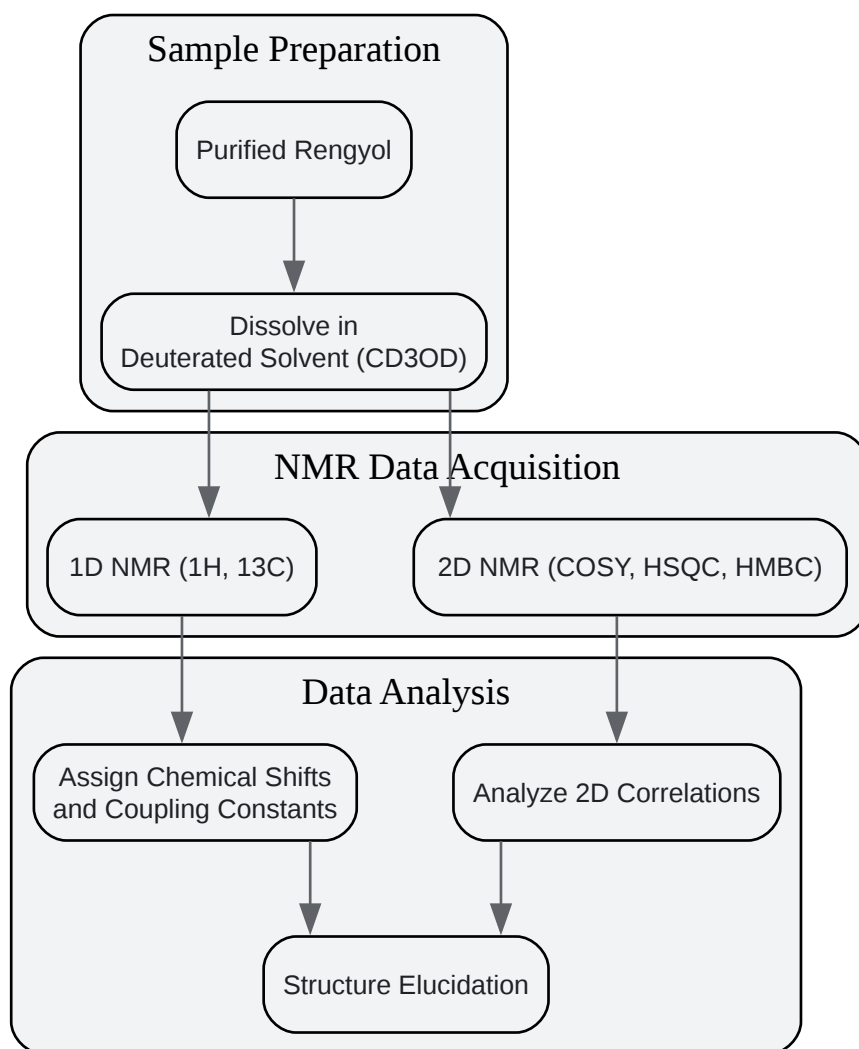 Sample Preparation
Purified Rengyol
Dissolve in
Deuterated Solvent (CD3OD)
NMR Data Acquisition
1D NMR (1H, 13C)
2D NMR (COSY, HSQC, HMBC)
Data Analysis
Assign Chemical Shifts
and Coupling Constants
Analyze 2D Correlations
Structure Elucidation